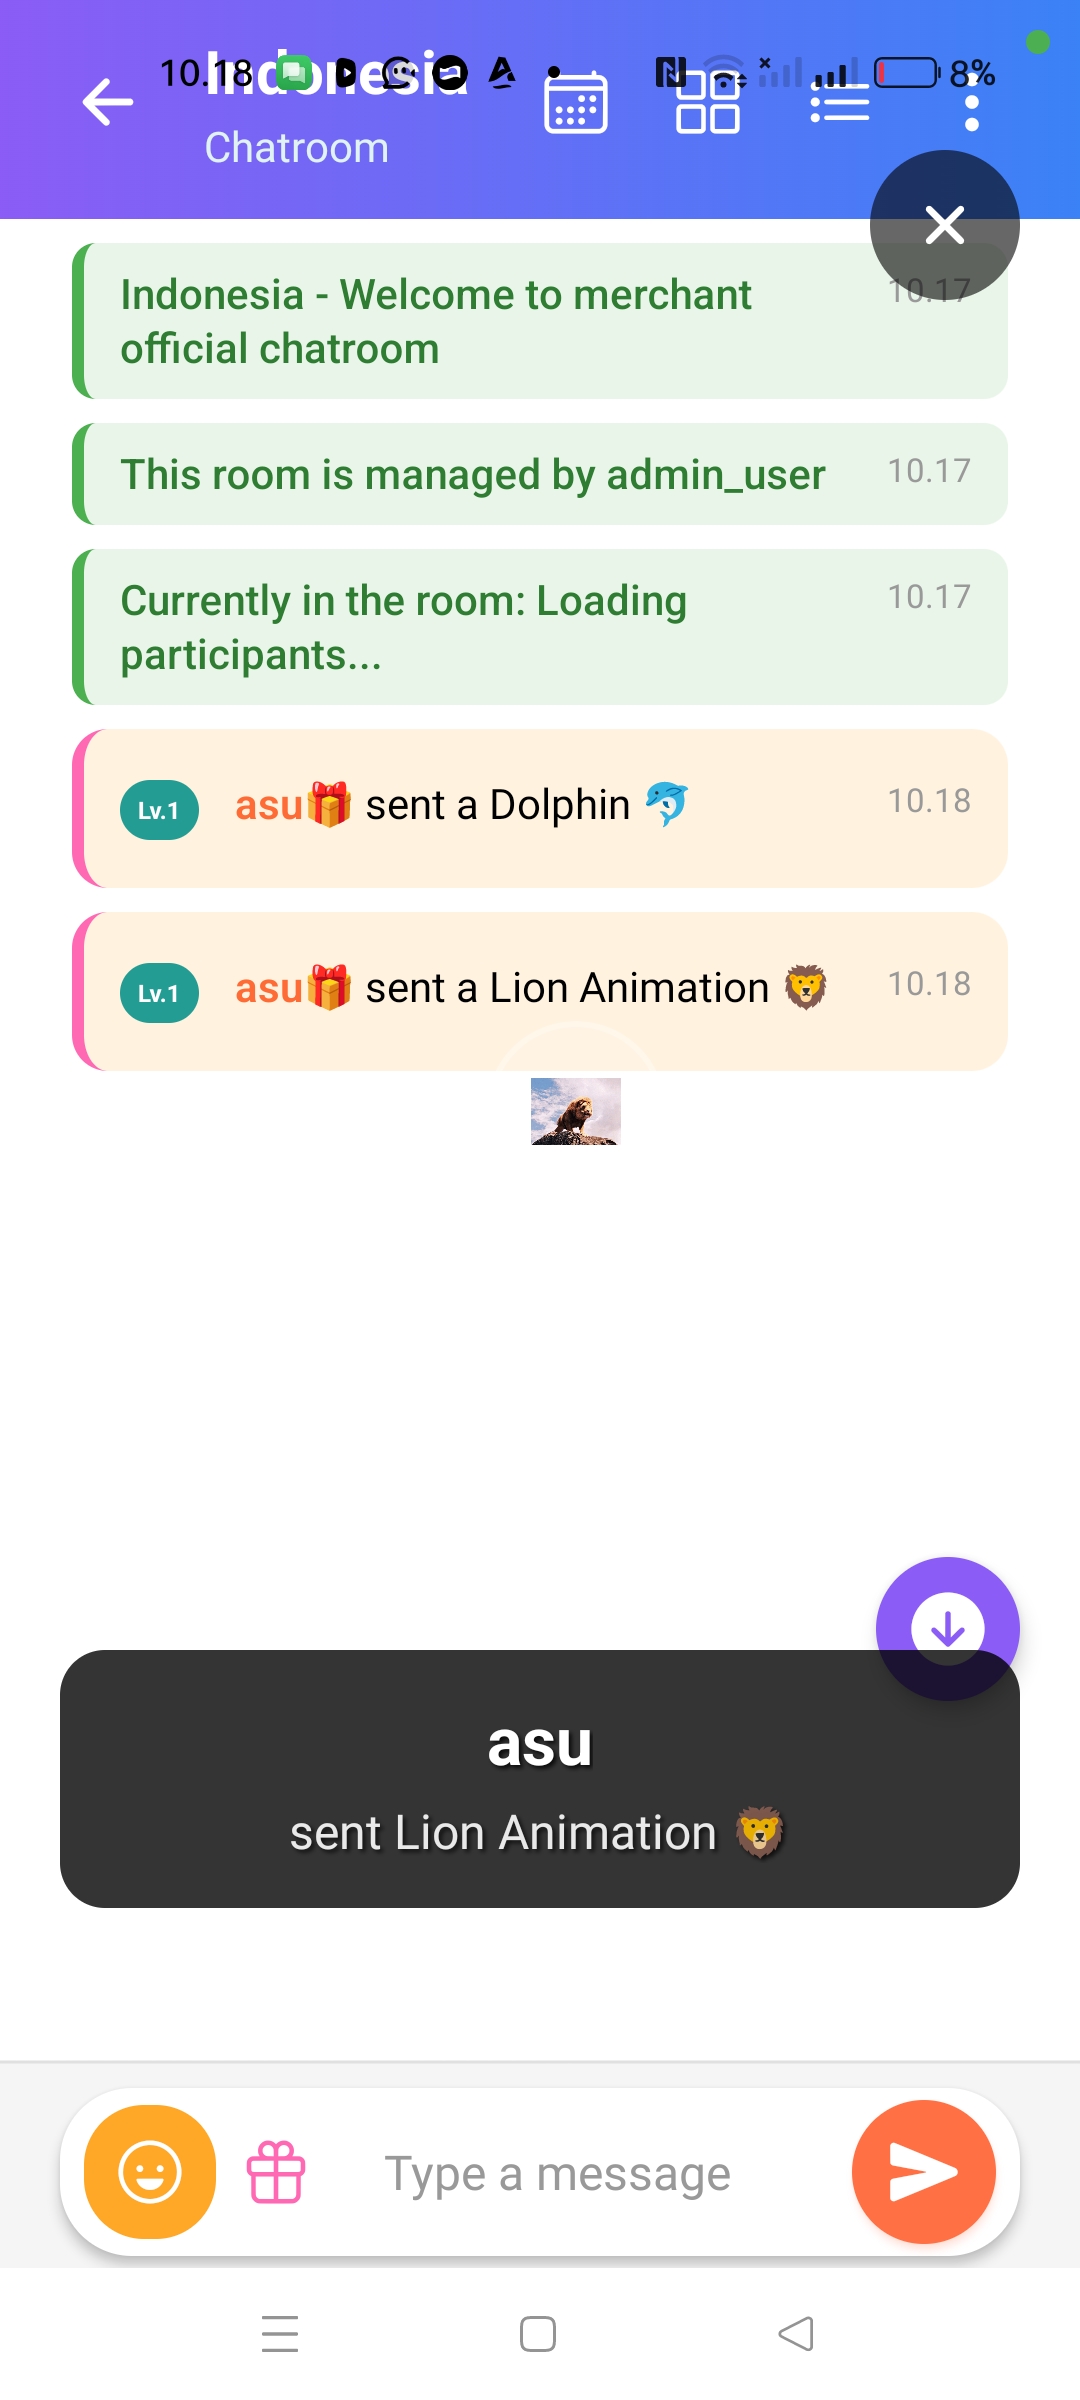 10.18
8%
Indonesia
Chatroom
Indonesia - Welcome to merchant
official chatroom
10.17
This room is managed by admin_user
10.17
Currently in the room: Loading
participants...
10.17
Lv.1 asu🎁 sent a Dolphin 🐬
10.18
Lv.1 asu🎁 sent a Lion Animation 🦁
10.18
asu
sent Lion Animation 🦁
Type a message